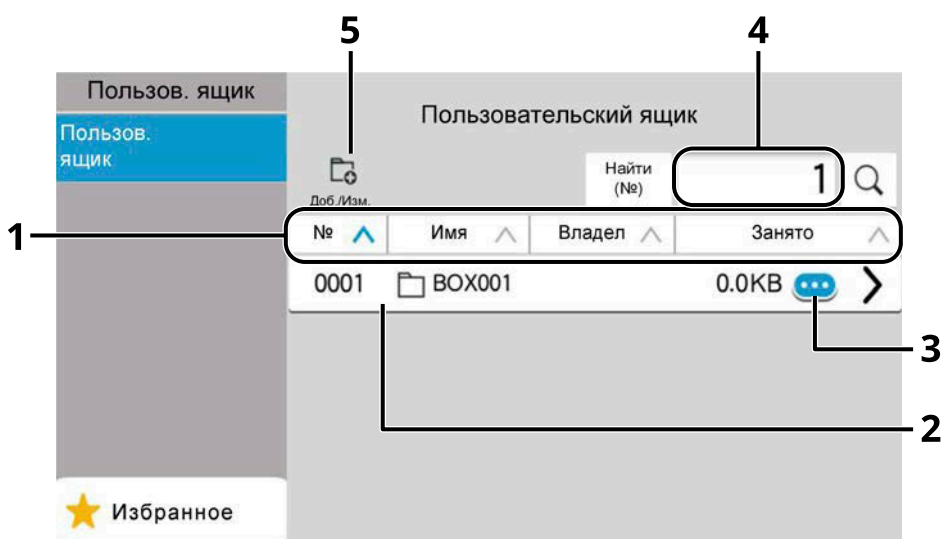 5
4
Пользов. ящик
Пользов.
ящик
Пользовательский ящик
Доб./Изм.
Найти
(№)
1
1
№ Имя Владел Занято
0001 BOX001 0.0KB
3
2
Избранное